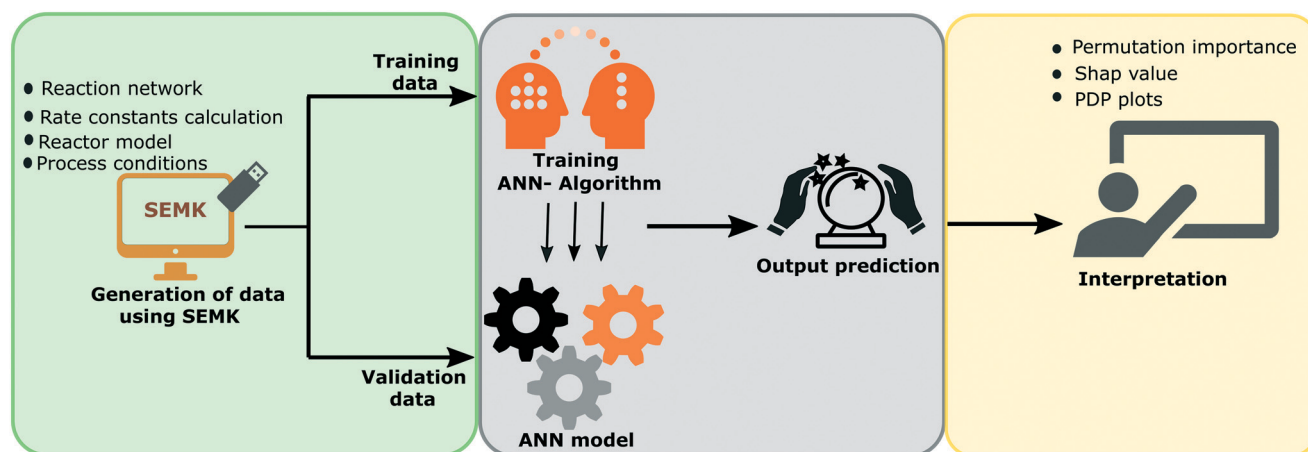 ● Reaction network
● Rate constants calculation
● Reactor model
● Process conditions
SEMK
Generation of data
using SEMK
Training
data
Validation
data
Training
ANN- Algorithm
ANN model
Output prediction
● Permutation importance
● Shap value
● PDP plots
Interpretation